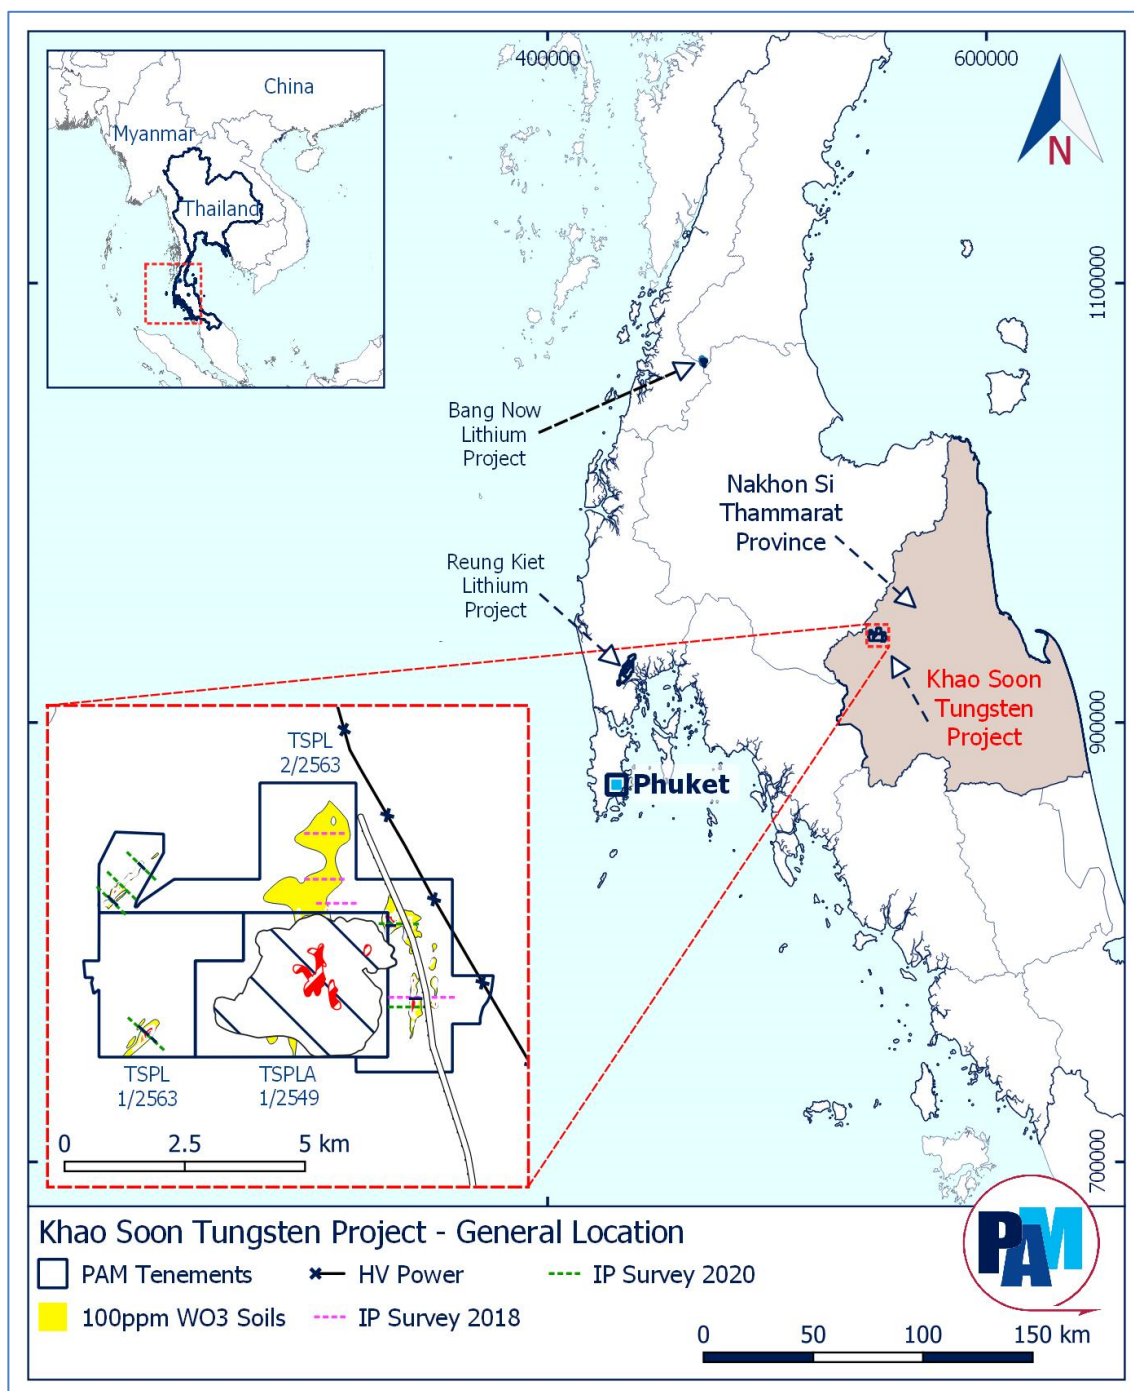 400000
600000
China
Myanmar
Thailand
N
1100000
Bang Now
Lithium
Project
Nakhon Si
Thammarat
Province
Reung Kiet
Lithium
Project
Khao Soon
Tungsten
Project
900000
Phuket
TSPL
2/2563
TSPL
1/2563
TSPLA
1/2549
0 2.5 5 km
700000
Khao Soon Tungsten Project - General Location
PAM Tenements
HV Power
IP Survey 2020
100ppm WO3 Soils
IP Survey 2018
PAM
0 50 100 150 km